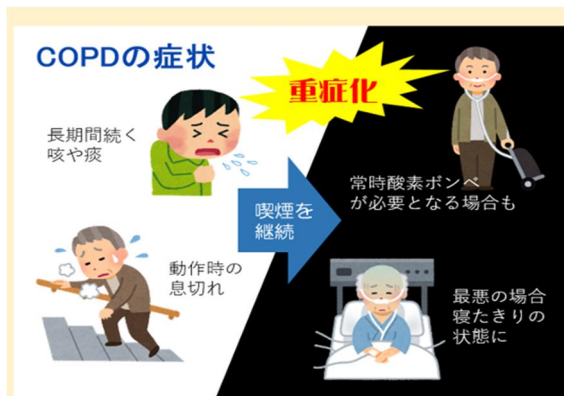 COPDの症状
重症化
長期間続く
咳や痰
動作時の
息切れ
喫煙を
継続
常時酸素ボンベ
が必要となる場合も
最悪の場合
寝たきりの
状態に